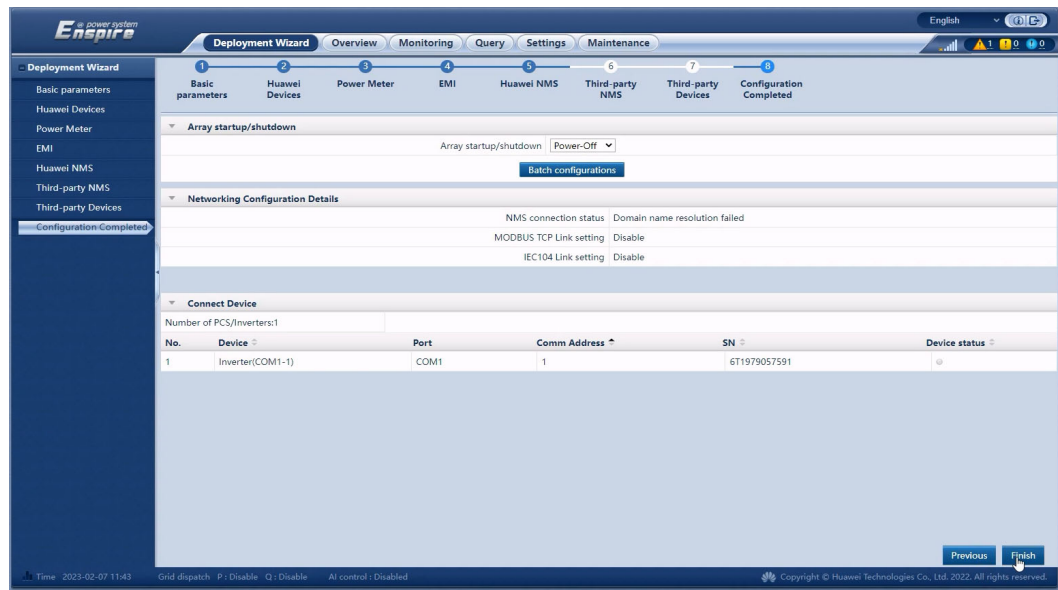 Enspire
@ power system
English
Deployment Wizard Overview Monitoring Query Settings Maintenance
1 0 0
Deployment Wizard
Basic parameters
Huawei Devices
Power Meter
EMI
Huawei NMS
Third-party NMS
Third-party Devices
Configuration Completed
1 2 3 4 5 6 7 8
Basic parameters
Huawei Devices
Power Meter
EMI
Huawei NMS
Third-party NMS
Third-party Devices
Configuration Completed
Array startup/shutdown
Array startup/shutdown Power-Off
Batch configurations
Networking Configuration Details
NMS connection status Domain name resolution failed
MODBUS TCP Link setting Disable
IEC104 Link setting Disable
Connect Device
Number of PCS/Inverters:1
No. Device Port Comm Address SN Device status
1 Inverter(COM1-1) COM1 1 6T1979057591
Previous Finish
Time 2023-02-07 11:43 Grid dispatch P : Disable Q : Disable AI control : Disabled Copyright © Huawei Technologies Co., Ltd. 2022. All rights reserved.